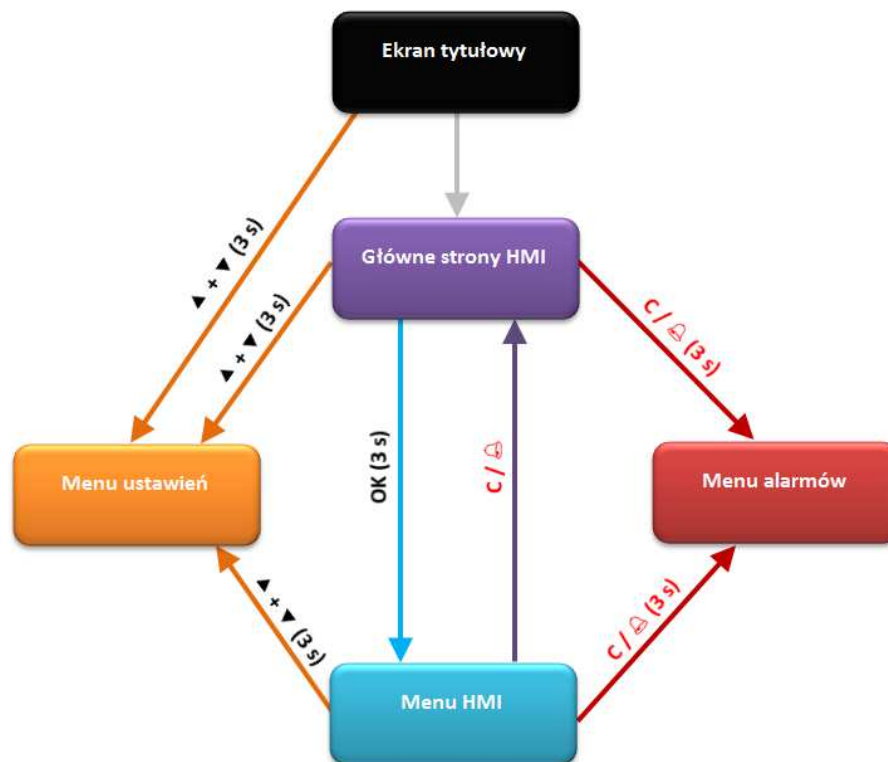 Ekran tytułowy
▲ + ▼ (3 s)
Główne strony HMI
▲ + ▼ (3 s)
C / 🔔 (3 s)
OK (3 s)
C / 🔔
Menu ustawień
Menu alarmów
▲ + ▼ (3 s)
C / 🔔 (3 s)
Menu HMI